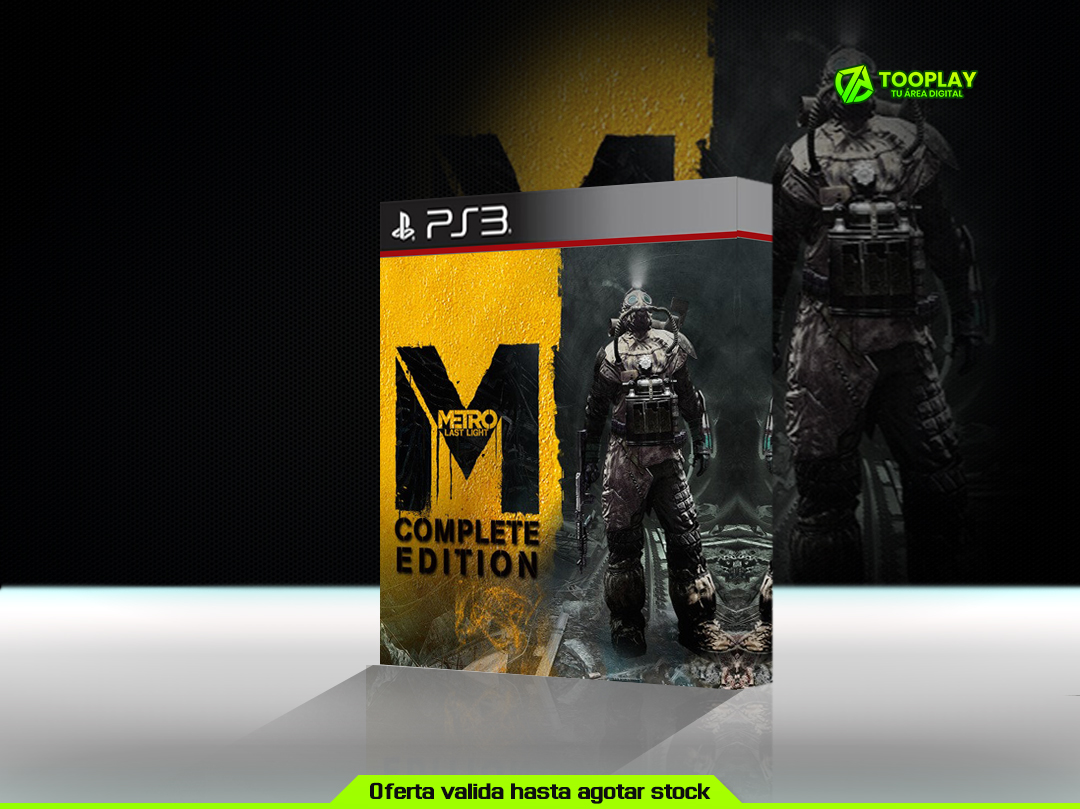 TOOPLAY
TU ÁREA DIGITAL
PS3
METRO
LAST LIGHT
COMPLETE
EDITION
Oferta valida hasta agotar stock